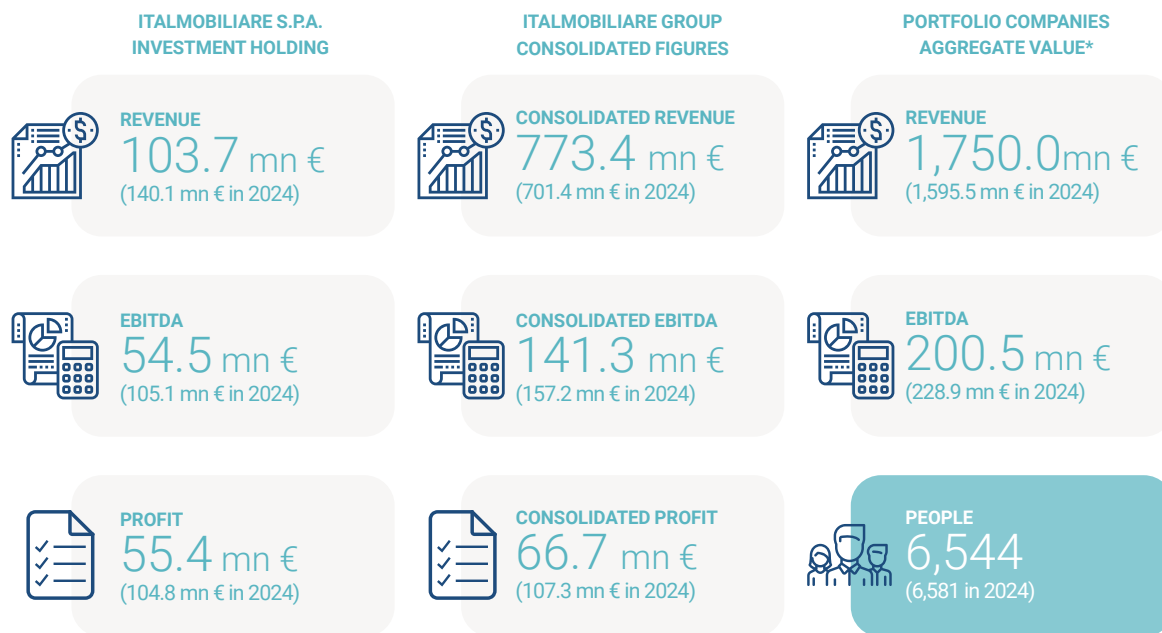 ITALMOBILIARE S.P.A.
INVESTMENT HOLDING
REVENUE
103.7 mn €
(140.1 mn € in 2024)
EBITDA
54.5 mn €
(105.1 mn € in 2024)
PROFIT
55.4 mn €
(104.8 mn € in 2024)
ITALMOBILIARE GROUP
CONSOLIDATED FIGURES
CONSOLIDATED REVENUE
773.4 mn €
(701.4 mn € in 2024)
CONSOLIDATED EBITDA
141.3 mn €
(157.2 mn € in 2024)
CONSOLIDATED PROFIT
66.7 mn €
(107.3 mn € in 2024)
PORTFOLIO COMPANIES
AGGREGATE VALUE*
REVENUE
1,750.0mn €
(1,595.5 mn € in 2024)
EBITDA
200.5 mn €
(228.9 mn € in 2024)
PEOPLE
6,544
(6,581 in 2024)